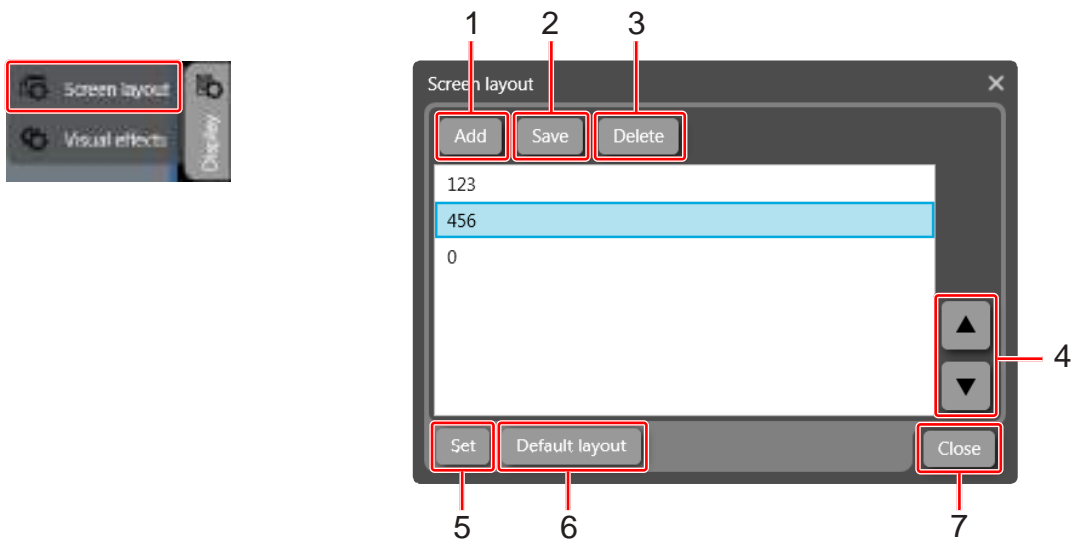 1 2 3
Screen layout
Visual effects
Display
Screen layout
Add Save Delete
123
456
0
4
Set Default layout Close
5 6 7